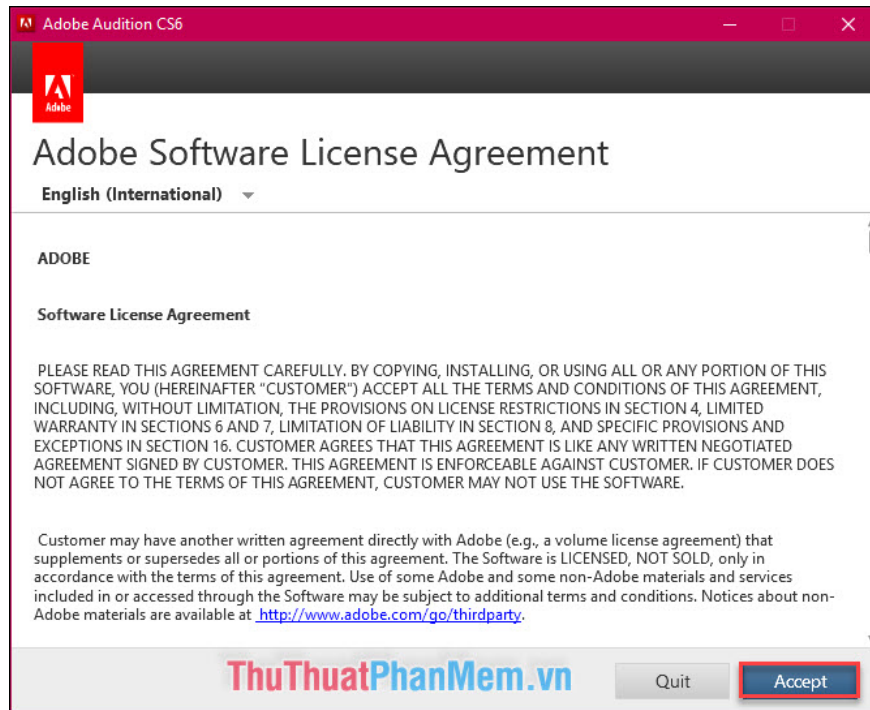 Adobe Audition CS6
Adobe
Adobe Software License Agreement
English (International)
ADOBE
Software License Agreement
PLEASE READ THIS AGREEMENT CAREFULLY. BY COPYING, INSTALLING, OR USING ALL OR ANY PORTION OF THIS
SOFTWARE, YOU (HEREINAFTER "CUSTOMER") ACCEPT ALL THE TERMS AND CONDITIONS OF THIS AGREEMENT,
INCLUDING, WITHOUT LIMITATION, THE PROVISIONS ON LICENSE RESTRICTIONS IN SECTION 4, LIMITED
WARRANTY IN SECTIONS 6 AND 7, LIMITATION OF LIABILITY IN SECTION 8, AND SPECIFIC PROVISIONS AND
EXCEPTIONS IN SECTION 16. CUSTOMER AGREES THAT THIS AGREEMENT IS LIKE ANY WRITTEN NEGOTIATED
AGREEMENT SIGNED BY CUSTOMER. THIS AGREEMENT IS ENFORCEABLE AGAINST CUSTOMER. IF CUSTOMER DOES
NOT AGREE TO THE TERMS OF THIS AGREEMENT, CUSTOMER MAY NOT USE THE SOFTWARE.
Customer may have another written agreement directly with Adobe (e.g., a volume license agreement) that
supplements or supersedes all or portions of this agreement. The Software is LICENSED, NOT SOLD, only in
accordance with the terms of this agreement. Use of some Adobe and some non-Adobe materials and services
included in or accessed through the Software may be subject to additional terms and conditions. Notices about non-
Adobe materials are available at http://www.adobe.com/go/thirdparty.
ThuThuatPhanMem.vn
Quit
Accept